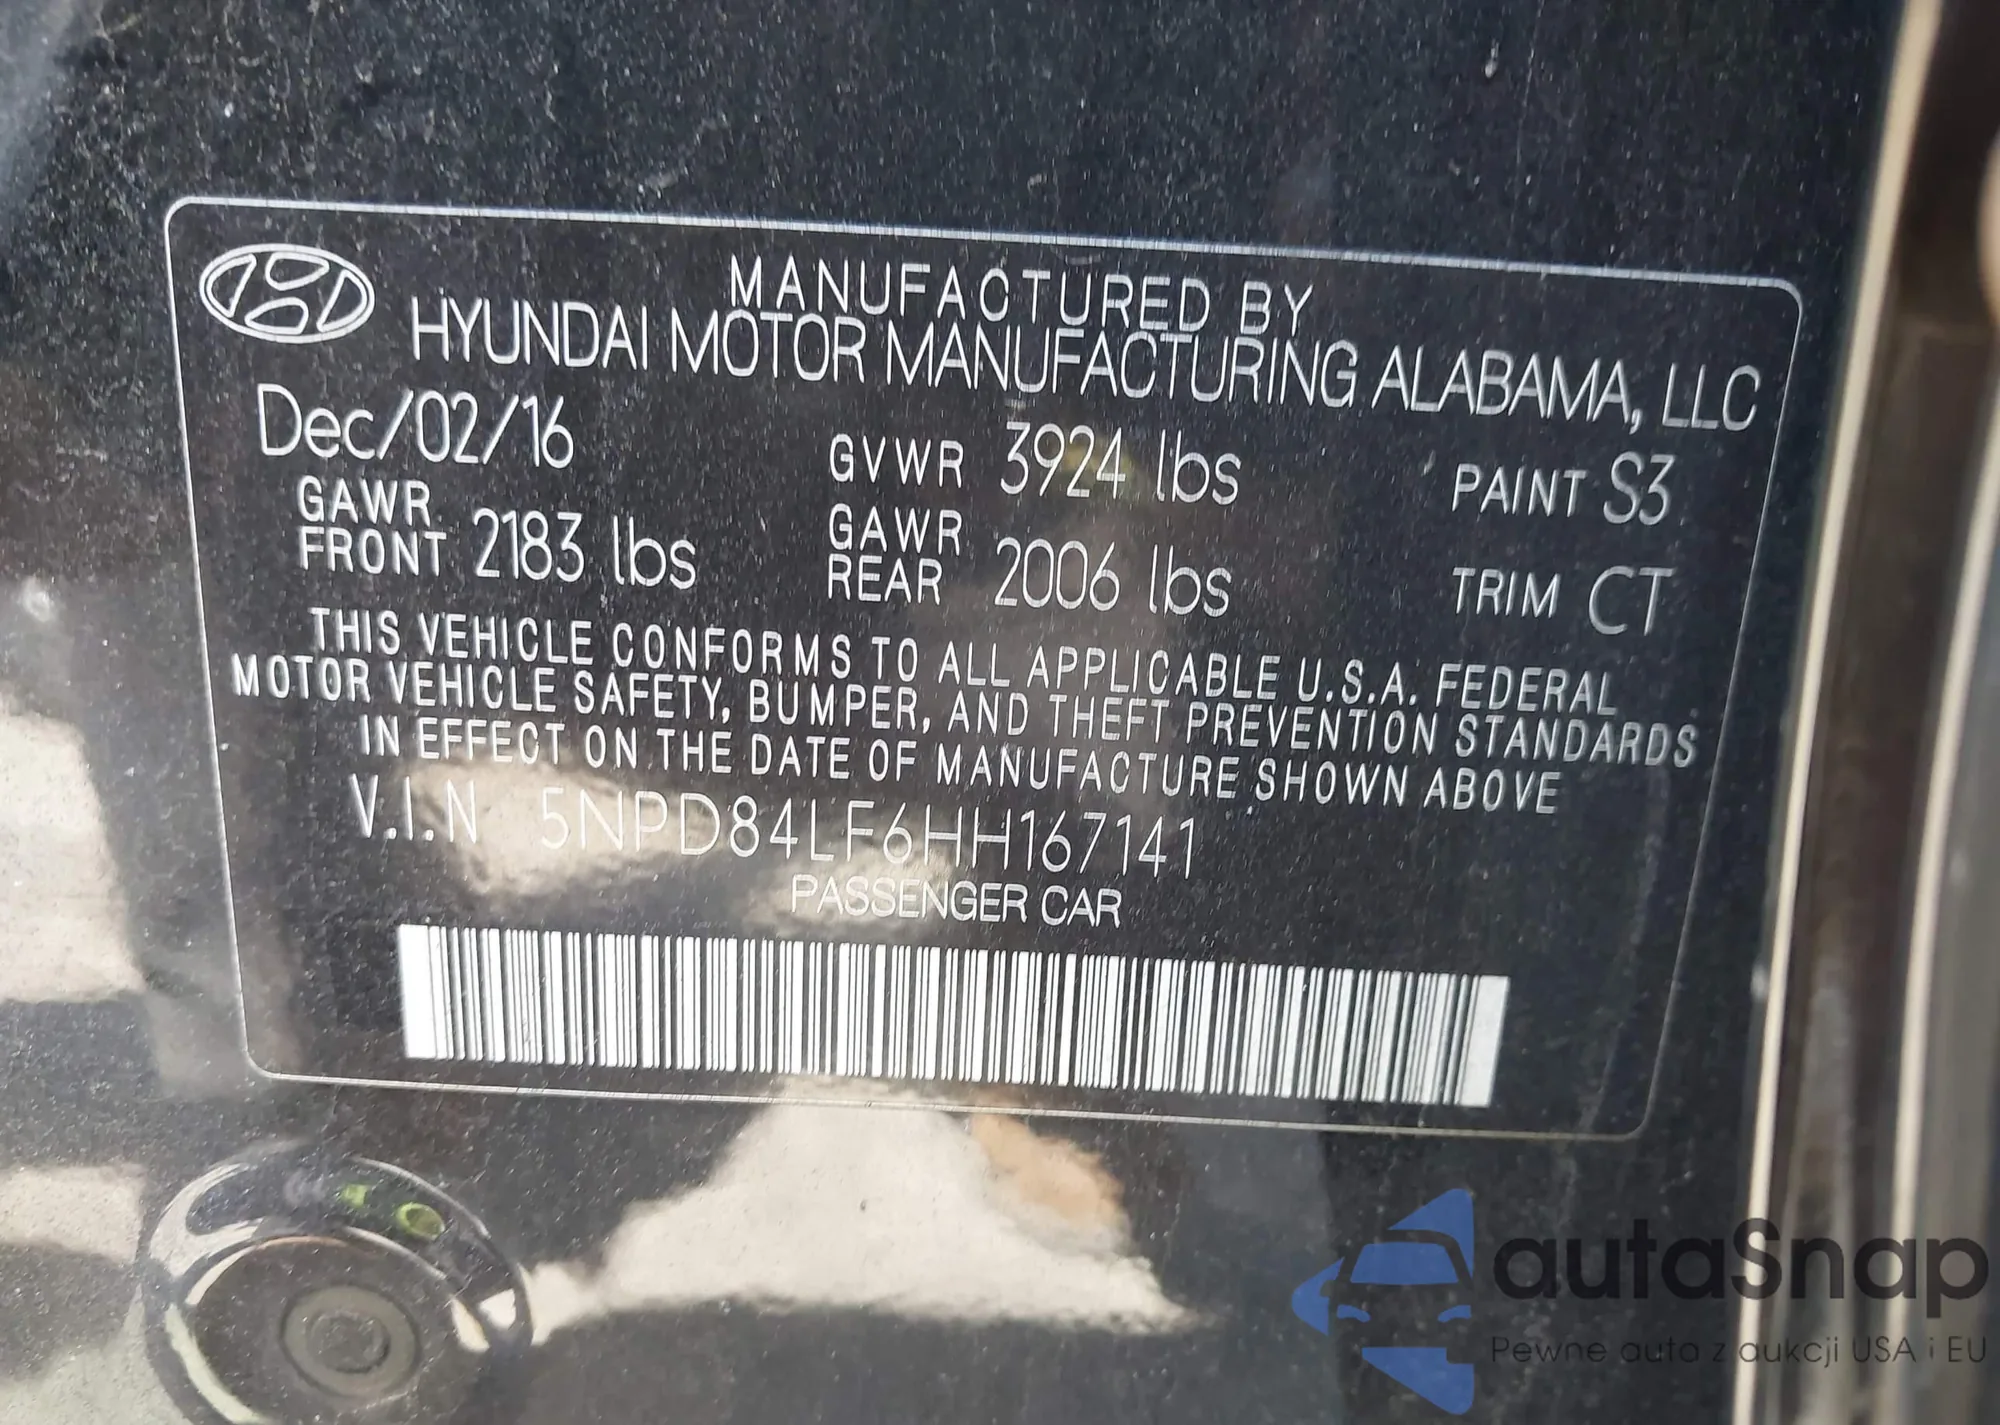 MANUFACTURED BY
HYUNDAI MOTOR MANUFACTURING ALABAMA, LLC
Dec/02/16 GVWR 3924 lbs PAINT S3
GAWR FRONT 2183 lbs GAWR REAR 2006 lbs TRIM CT
THIS VEHICLE CONFORMS TO ALL APPLICABLE U.S.A. FEDERAL
MOTOR VEHICLE SAFETY, BUMPER, AND THEFT PREVENTION STANDARDS
IN EFFECT ON THE DATE OF MANUFACTURE SHOWN ABOVE
V.I.N 5NPD84LF6HH167141
PASSENGER CAR
autaSnap
Pewne auta z aukcji USA i EU